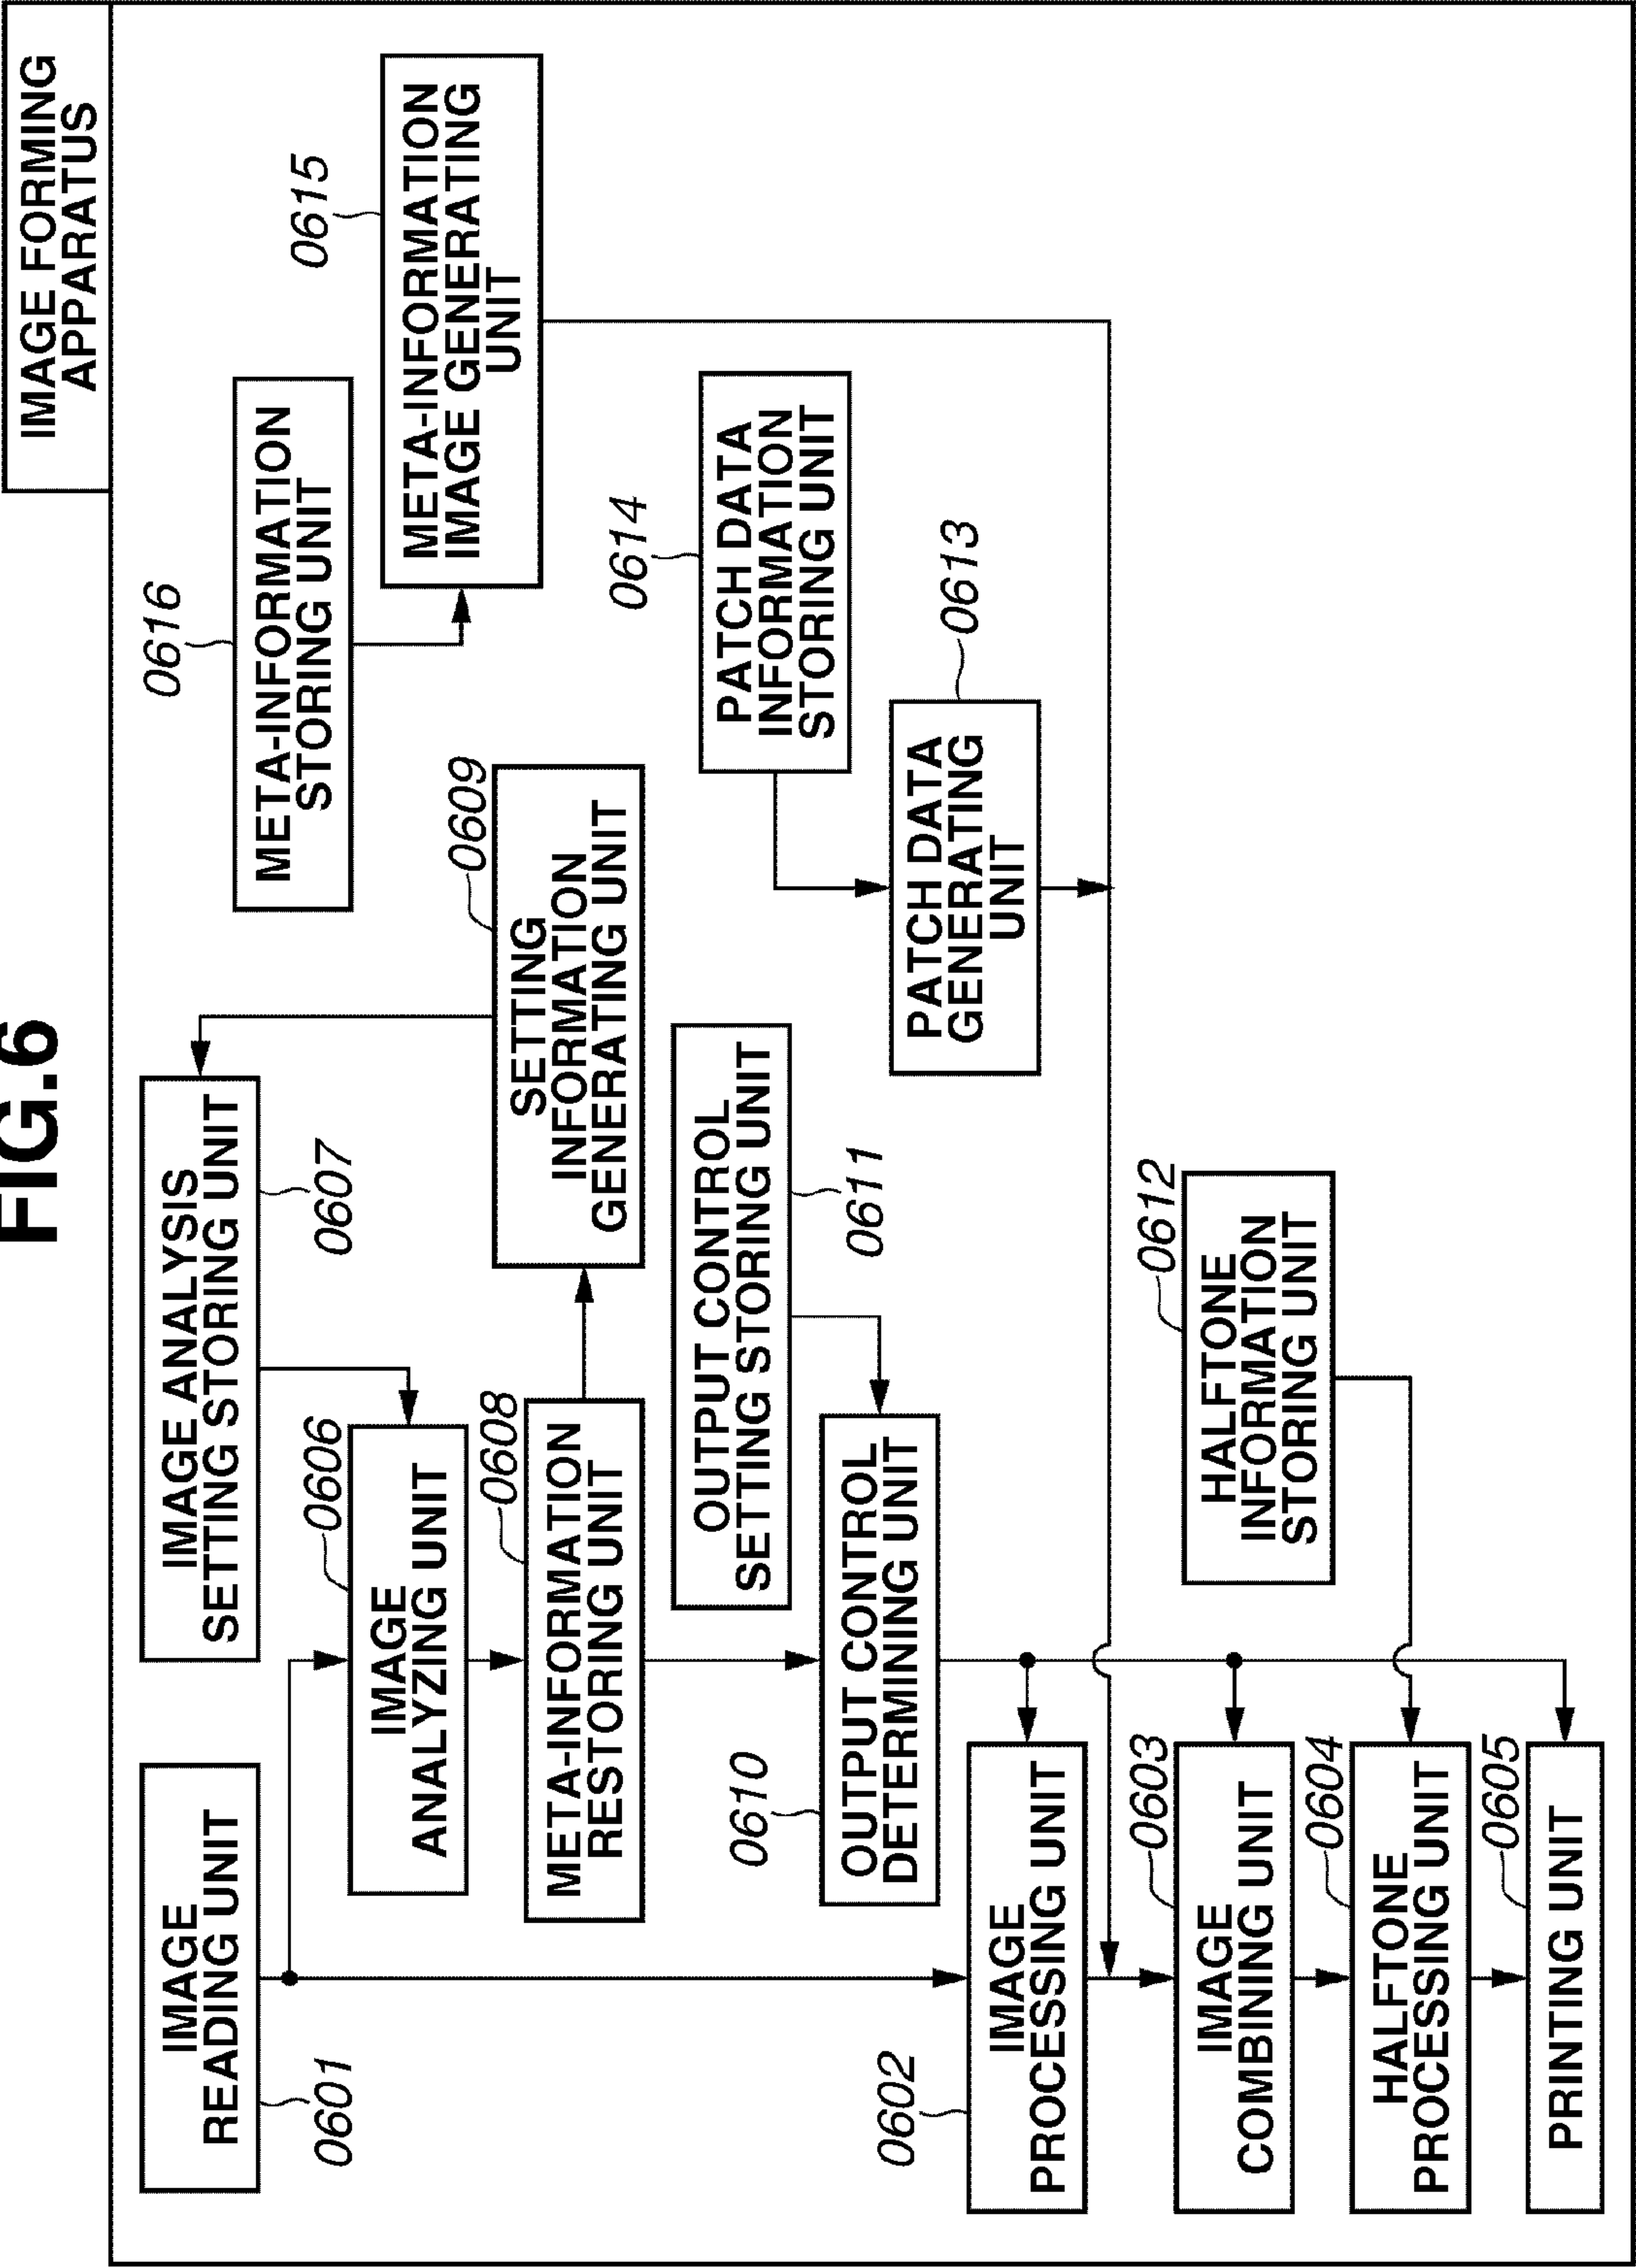 FIG.6
IMAGE FORMING
APPARATUS
IMAGE
READING UNIT
0601
IMAGE ANALYSIS
SETTING STORING UNIT
0607
0616
META-INFORMATION
STORING UNIT
0615
META-INFORMATION
IMAGE GENERATING
UNIT
0606
IMAGE
ANALYZING UNIT
0609
SETTING
INFORMATION
GENERATING UNIT
0608
META-INFORMATION
RESTORING UNIT
OUTPUT CONTROL
SETTING STORING UNIT
0611
0614
PATCH DATA
INFORMATION
STORING UNIT
0610
OUTPUT CONTROL
DETERMINING UNIT
0613
PATCH DATA
GENERATING
UNIT
0602
IMAGE
PROCESSING UNIT
0603
IMAGE
COMBINING UNIT
0612
HALFTONE
INFORMATION
STORING UNIT
0604
HALFTONE
PROCESSING UNIT
0605
PRINTING UNIT